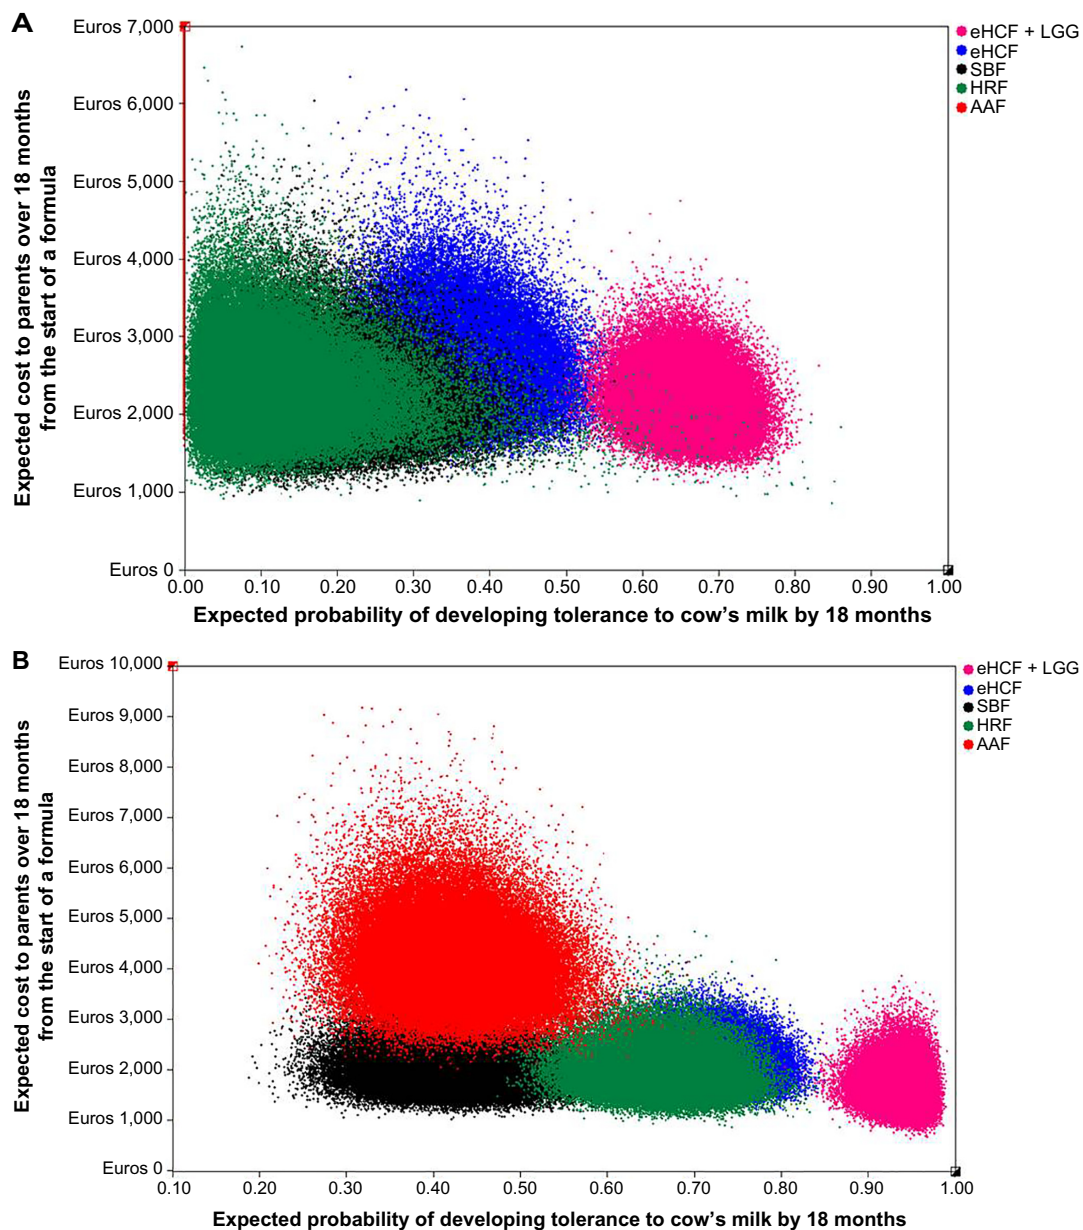 A
Expected cost to parents over 18 months
from the start of a formula
Euros 7,000
Euros 6,000
Euros 5,000
Euros 4,000
Euros 3,000
Euros 2,000
Euros 1,000
Euros 0
0.00 0.10 0.20 0.30 0.40 0.50 0.60 0.70 0.80 0.90 1.00
Expected probability of developing tolerance to cow's milk by 18 months
eHCF + LGG
eHCF
SBF
HRF
AAF
B
Expected cost to parents over 18 months
from the start of a formula
Euros 10,000
Euros 9,000
Euros 8,000
Euros 7,000
Euros 6,000
Euros 5,000
Euros 4,000
Euros 3,000
Euros 2,000
Euros 1,000
Euros 0
0.10 0.20 0.30 0.40 0.50 0.60 0.70 0.80 0.90 1.00
Expected probability of developing tolerance to cow's milk by 18 months
eHCF + LGG
eHCF
SBF
HRF
AAF